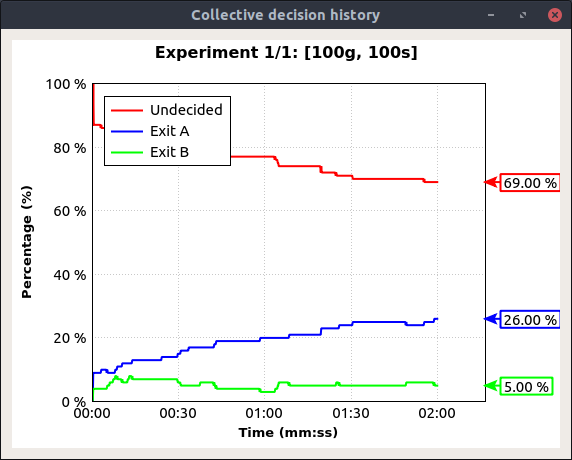 Collective decision history
Experiment 1/1: [100g, 100s]
100 %
80 %
60 %
40 %
20 %
0 %
Percentage (%)
Undecided
Exit A
Exit B
69.00 %
26.00 %
5.00 %
00:00 00:30 01:00 01:30 02:00
Time (mm:ss)